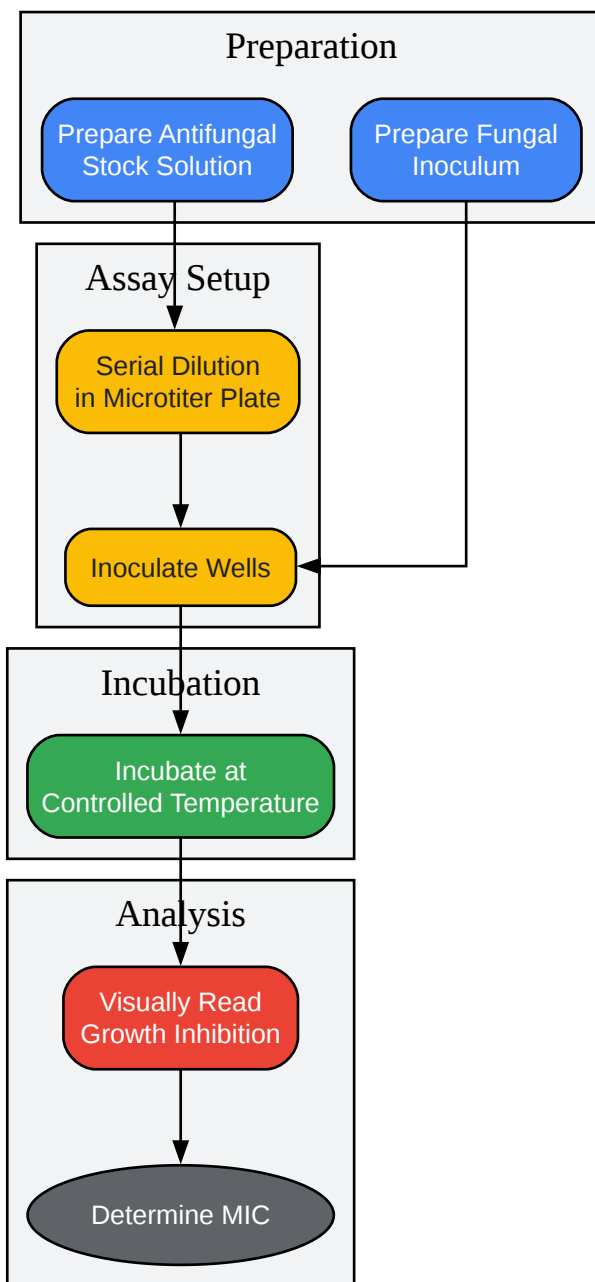 Preparation
Prepare Antifungal
Stock Solution
Prepare Fungal
Inoculum
Assay Setup
Serial Dilution
in Microtiter Plate
Inoculate Wells
Incubation
Incubate at
Controlled Temperature
Analysis
Visually Read
Growth Inhibition
Determine MIC